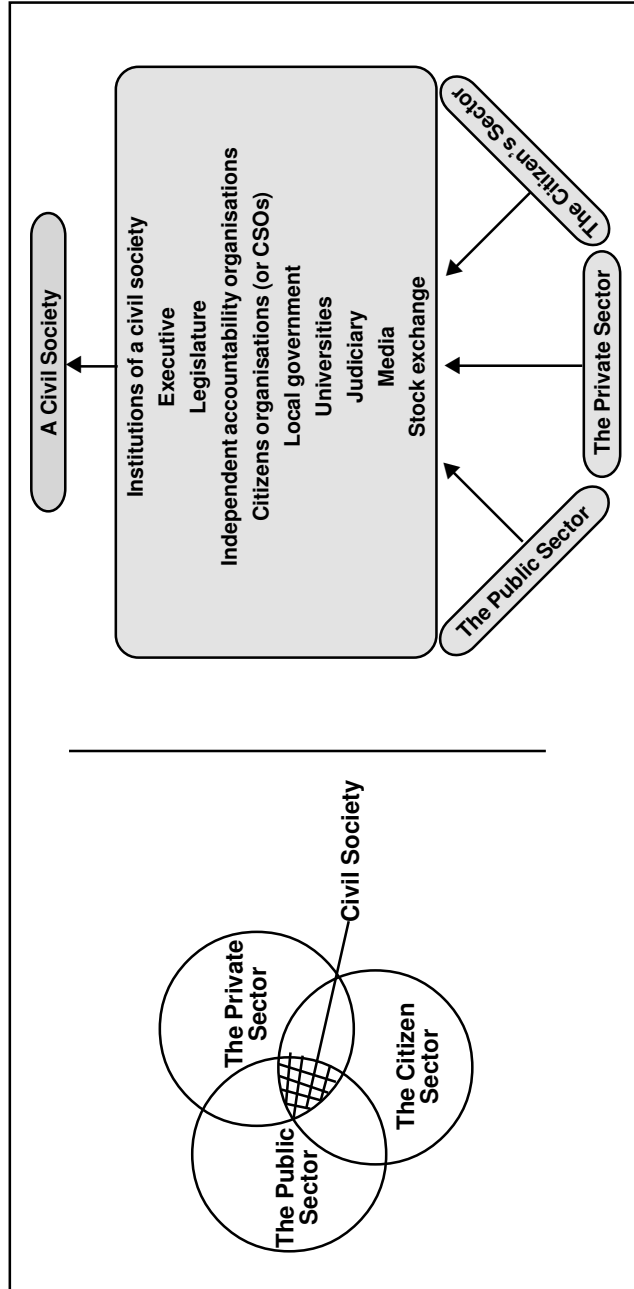 The Public
Sector
The Private
Sector
The Citizen
Sector
Civil Society
A Civil Society
Institutions of a civil society
Executive
Legislature
Independent accountability organisations
Citizens organisations (or CSOs)
Local government
Universities
Judiciary
Media
Stock exchange
The Public Sector
The Private Sector
The Citizen's Sector